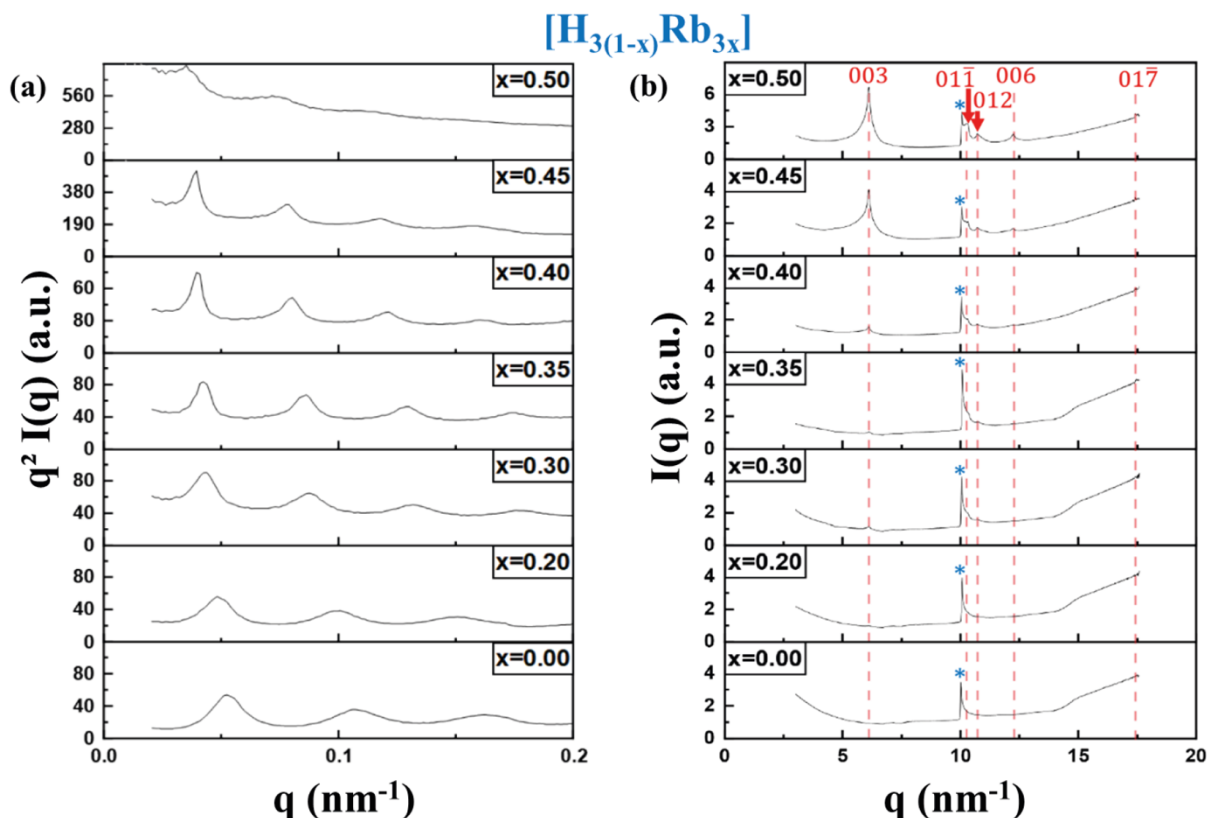 [H₃₍₁₋ₓ₎Rb₃ₓ]
(a)
q² I(q) (a.u.)
x=0.50
560
280
0
x=0.45
380
190
0
x=0.40
60
80
0
x=0.35
80
40
0
x=0.30
80
40
0
x=0.20
80
40
0
x=0.00
80
40
0
0.0 0.1 0.2
q (nm⁻¹)
(b)
I(q) (a.u.)
003 011̄ 012 006 017̄
x=0.50
*
6
3
0
x=0.45
*
4
2
0
x=0.40
*
4
2
0
x=0.35
*
4
2
0
x=0.30
*
4
2
0
x=0.20
*
4
2
0
x=0.00
*
4
2
0
0 5 10 15 20
q (nm⁻¹)